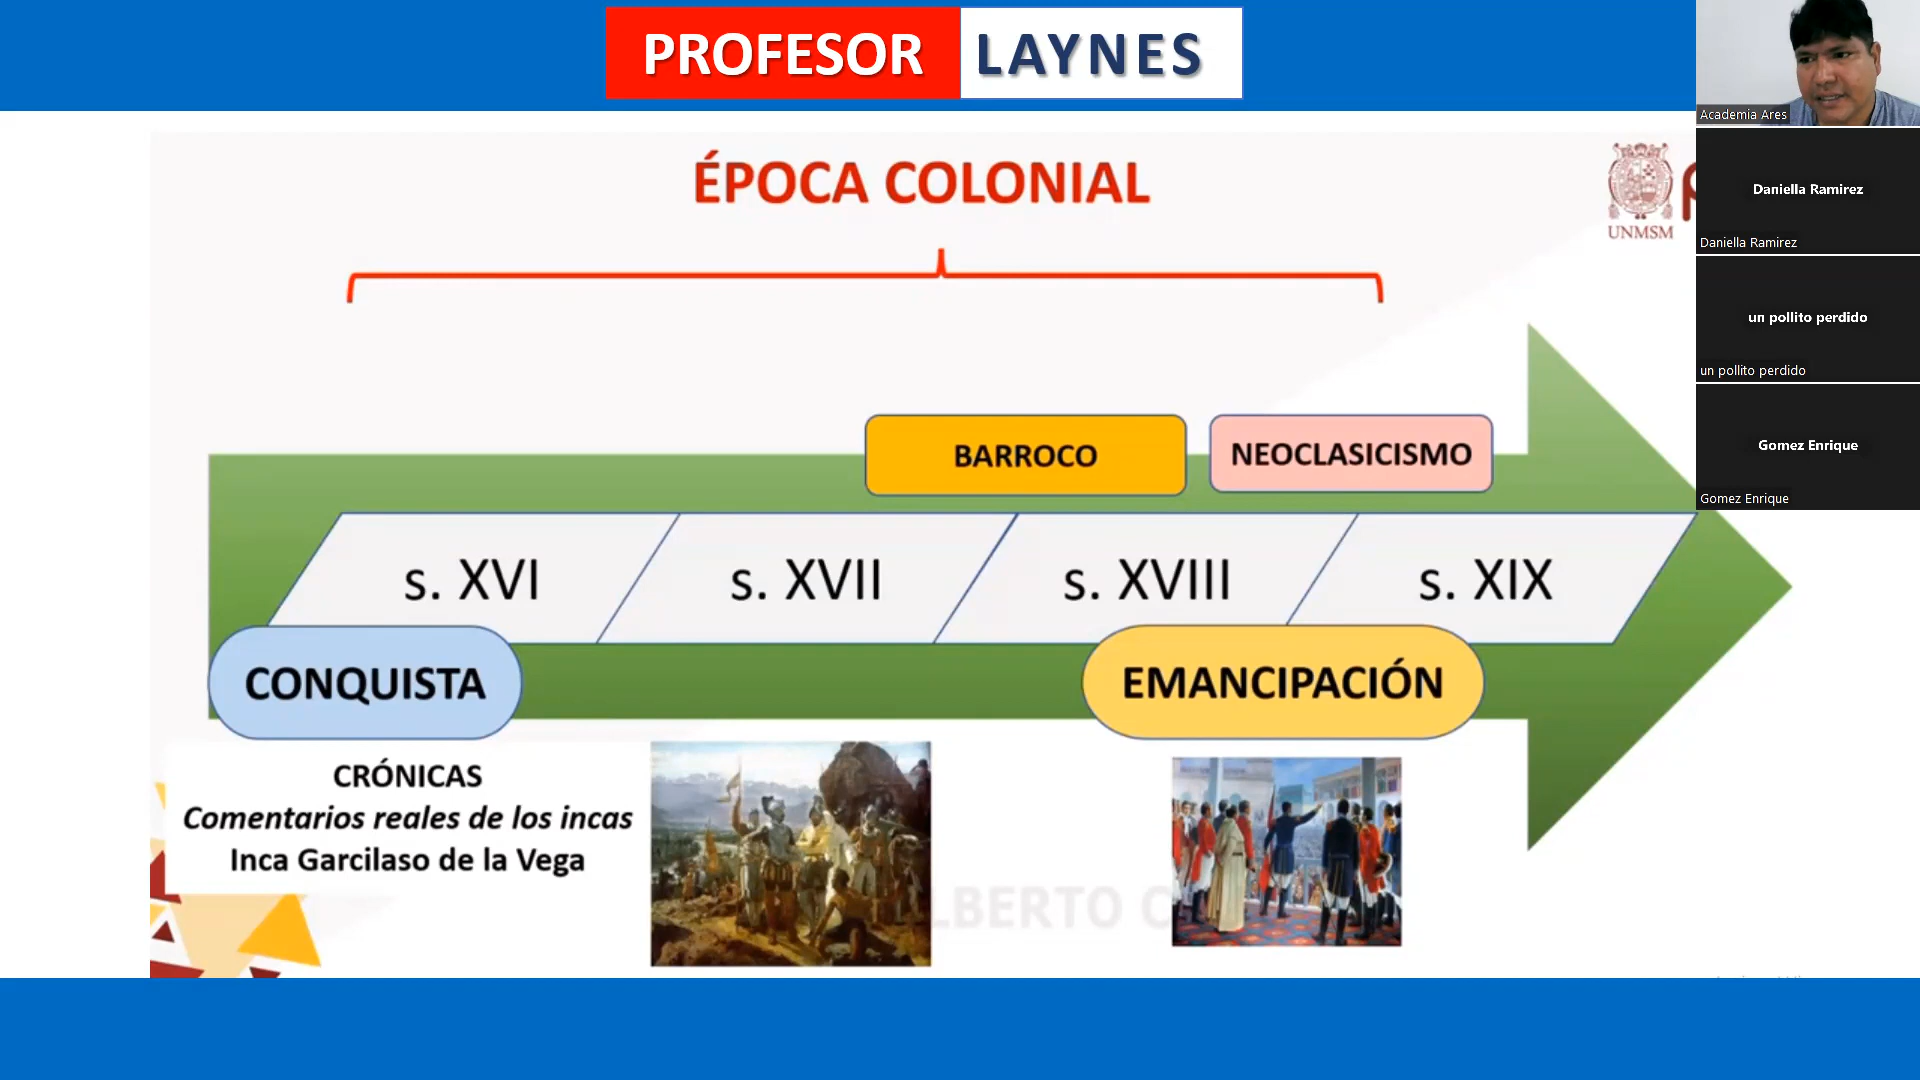 PROFESOR LAYNES
ÉPOCA COLONIAL
UNMSM
BARROCO
NEOCLASICISMO
s. XVI
s. XVII
s. XVIII
s. XIX
CONQUISTA
EMANCIPACIÓN
CRÓNICAS
Comentarios reales de los incas
Inca Garcilaso de la Vega
Academia Ares
Daniella Ramirez
Daniella Ramirez
un pollito perdido
un pollito perdido
Gomez Enrique
Gomez Enrique